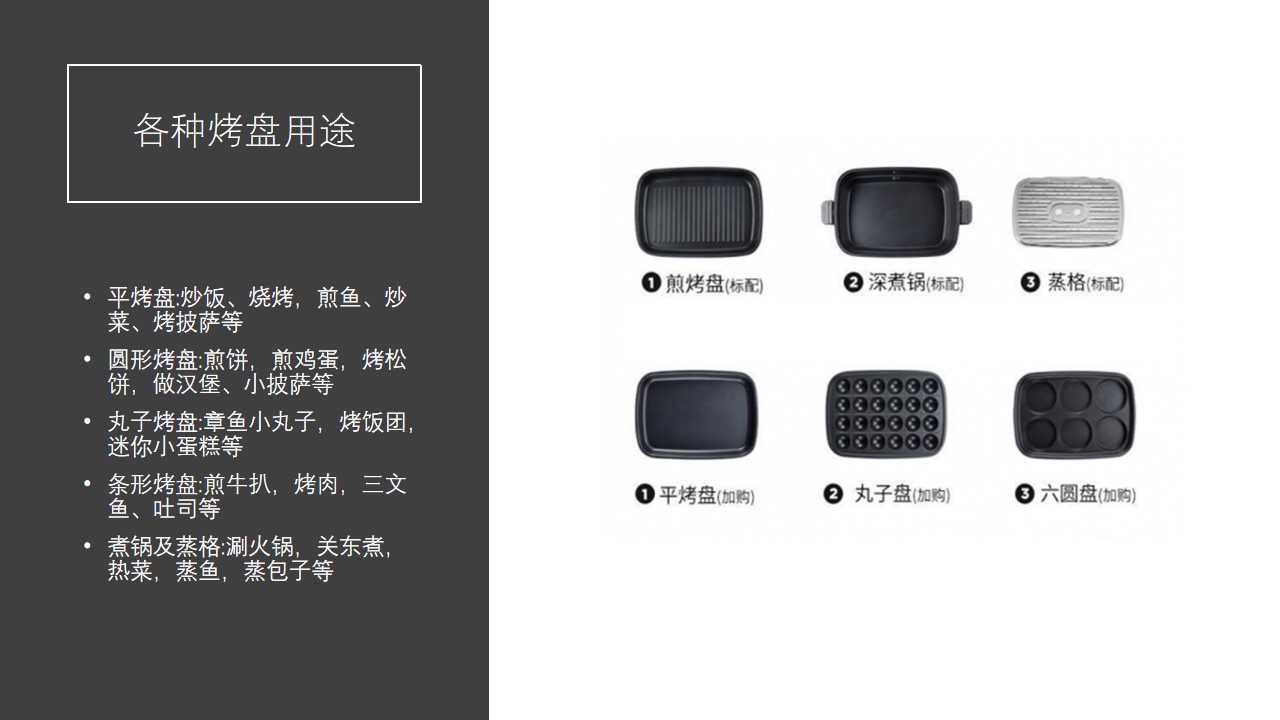 各种烤盘用途
• 平烤盘:炒饭、烧烤，煎鱼、炒
菜、烤披萨等
• 圆形烤盘:煎饼，煎鸡蛋，烤松
饼，做汉堡、小披萨等
• 丸子烤盘:章鱼小丸子，烤饭团，
迷你小蛋糕等
• 条形烤盘:煎牛扒，烤肉，三文
鱼、吐司等
• 煮锅及蒸格:涮火锅，关东煮，
热菜，蒸鱼，蒸包子等
❶ 煎烤盘(标配)
❷ 深煮锅(标配)
❸ 蒸格(标配)
❶ 平烤盘(加购)
❷ 丸子盘(加购)
❸ 六圆盘(加购)